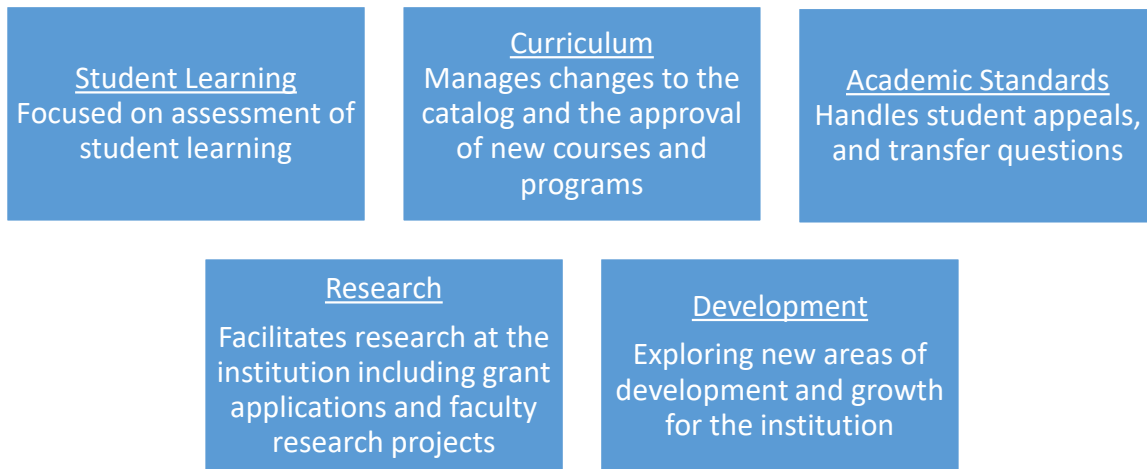 Student Learning
Focused on assessment of
student learning
Curriculum
Manages changes to the
catalog and the approval
of new courses and
programs
Academic Standards
Handles student appeals,
and transfer questions
Research
Facilitates research at the
institution including grant
applications and faculty
research projects
Development
Exploring new areas of
development and growth
for the institution